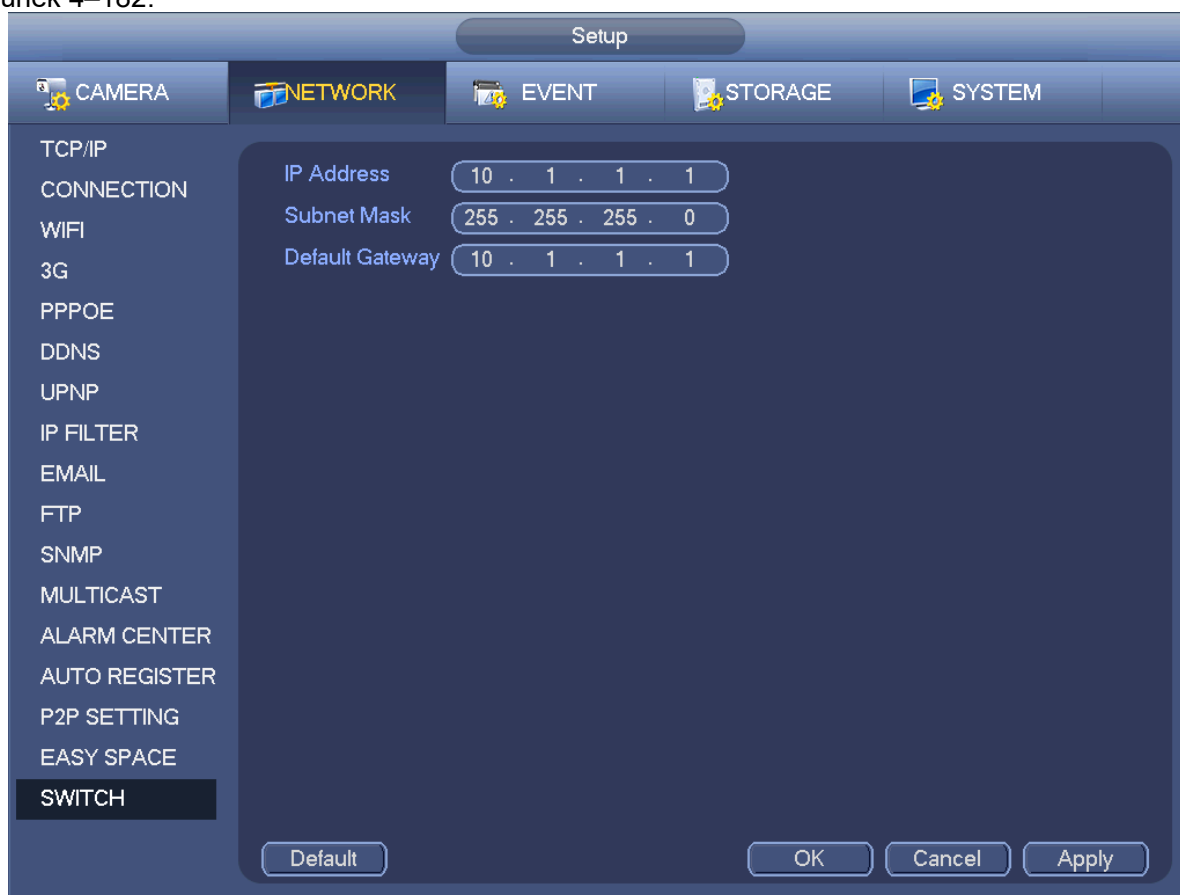 4–182.
Setup
CAMERA NETWORK EVENT STORAGE SYSTEM
TCP/IP
CONNECTION
WIFI
3G
PPPOE
DDNS
UPNP
IP FILTER
EMAIL
FTP
SNMP
MULTICAST
ALARM CENTER
AUTO REGISTER
P2P SETTING
EASY SPACE
SWITCH
IP Address 10 . 1 . 1 . 1
Subnet Mask 255 . 255 . 255 . 0
Default Gateway 10 . 1 . 1 . 1
Default OK Cancel Apply